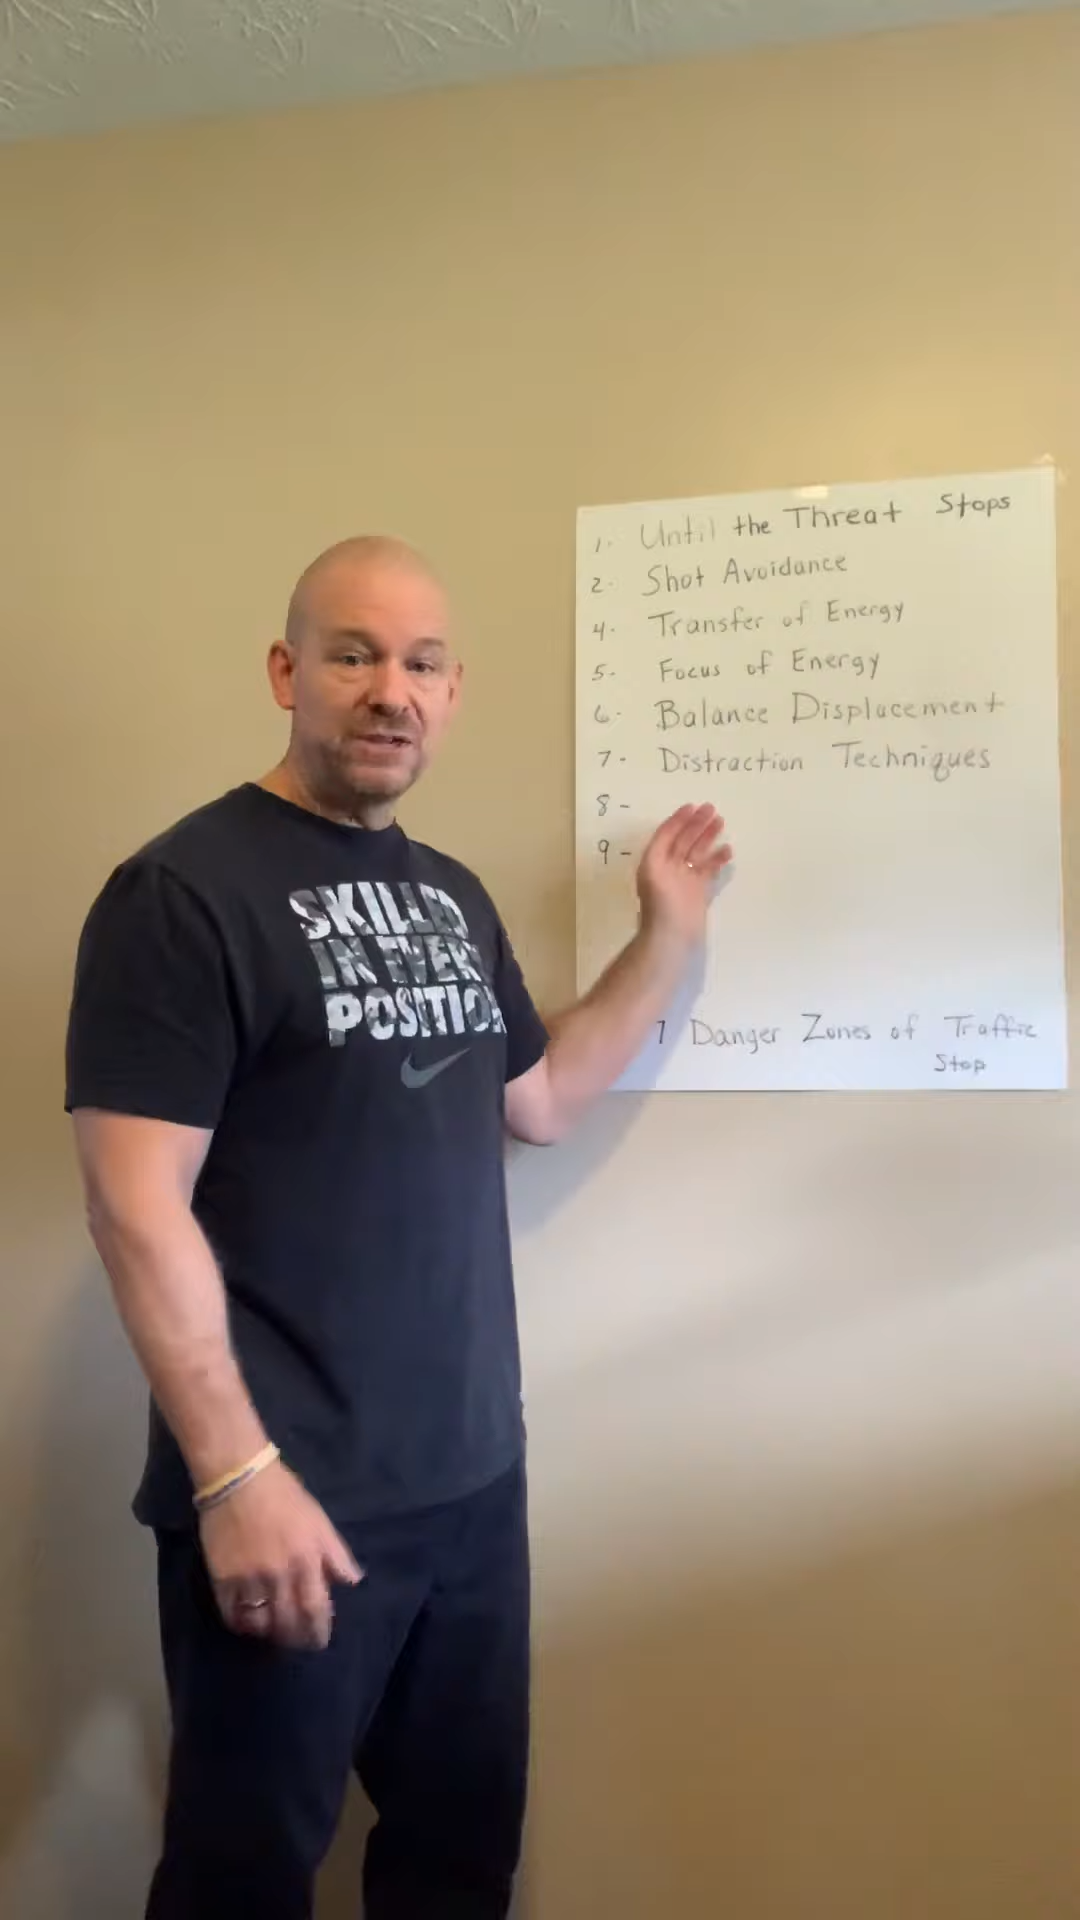 1. Until the Threat Stops
2. Shot Avoidance
4. Transfer of Energy
5- Focus of Energy
6- Balance Displacement
7- Distraction Techniques
8-
9-
7 Danger Zones of Traffic
Stop
SKILLED
IN EVERY
POSITION